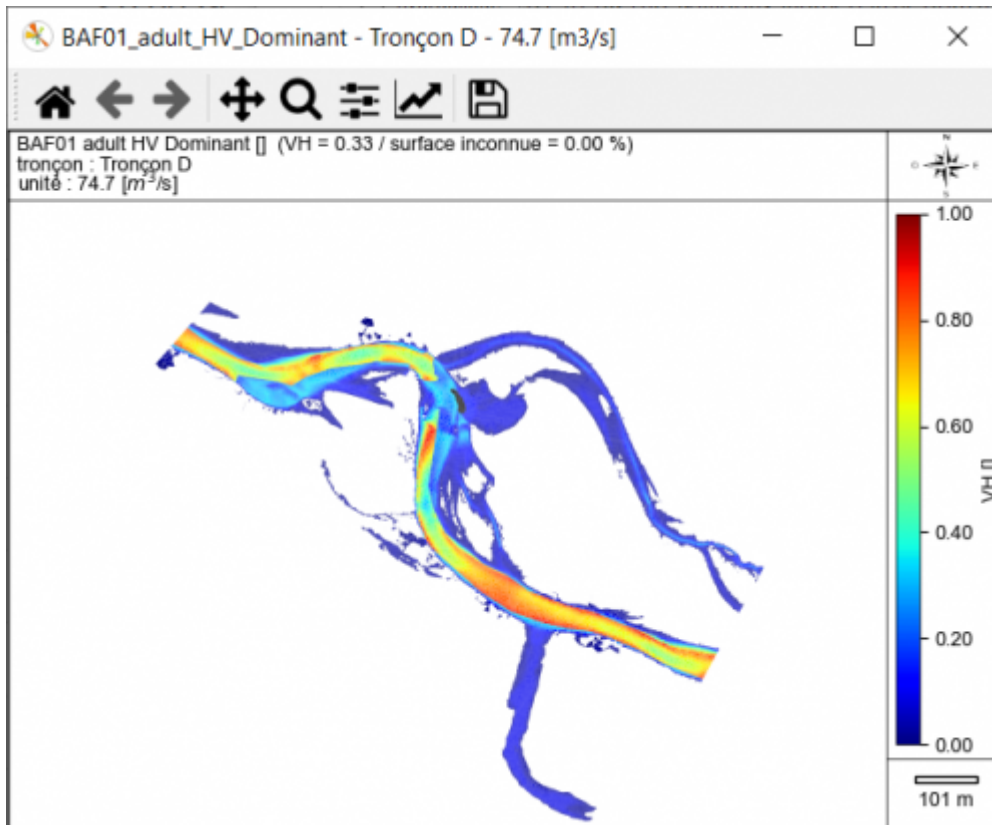 BAF01_adult_HV_Dominant - Tronçon D - 74.7 [m3/s]
BAF01 adult HV Dominant [] (VH = 0.33 / surface inconnue = 0.00 %)
tronçon : Tronçon D
unité : 74.7 [m³/s]
N
O E
S
1.00
0.80
0.60
0.40
0.20
0.00
VH []
101 m